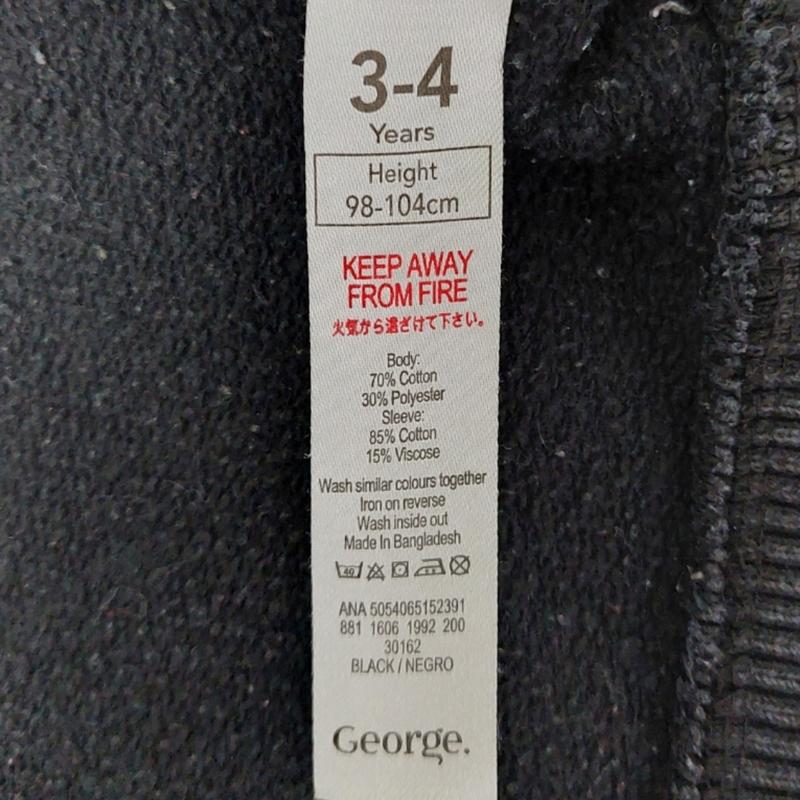 3-4
Years
Height
98-104cm
KEEP AWAY
FROM FIRE
火気から遠ざけて下さい。
Body:
70% Cotton
30% Polyester
Sleeve:
85% Cotton
15% Viscose
Wash similar colours together
Iron on reverse
Wash inside out
Made In Bangladesh
40
ANA 5054065152391
881 1606 1992 200
30162
BLACK / NEGRO
George.